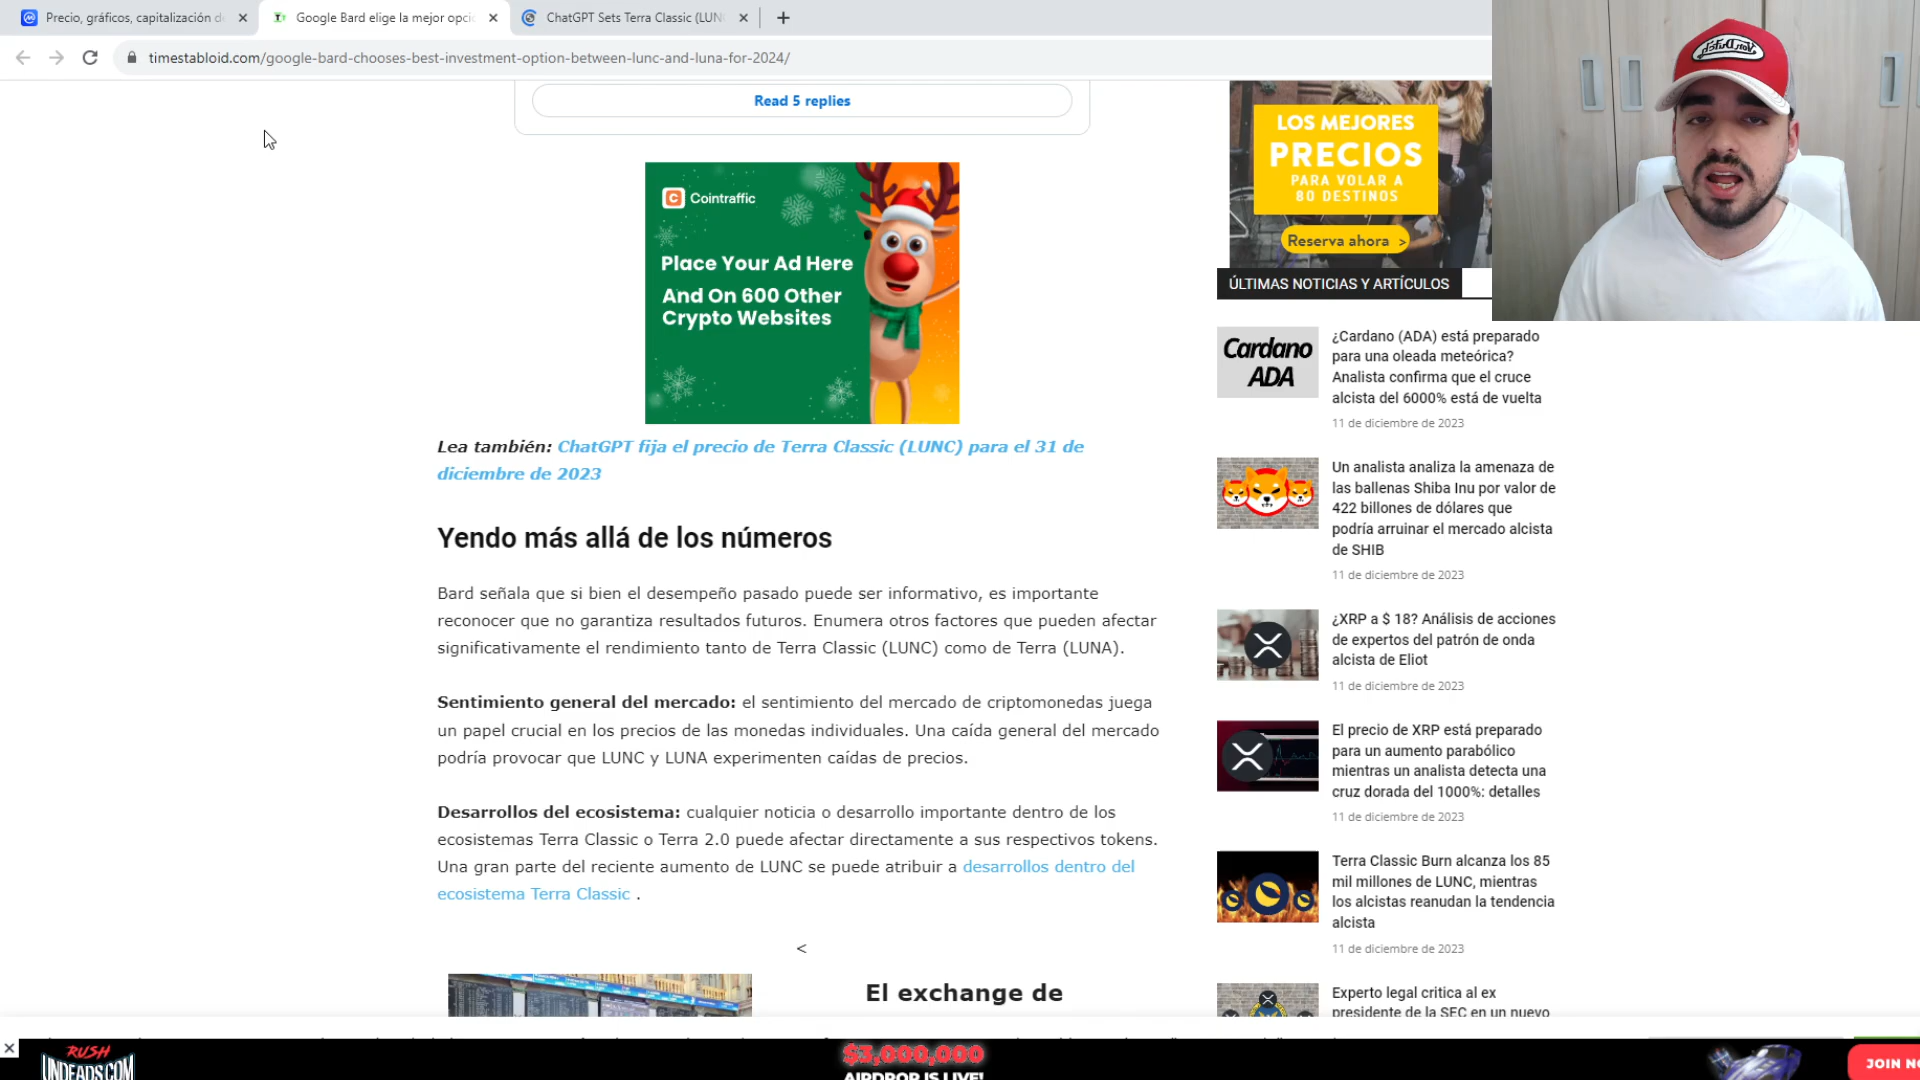 Precio, gráficos, capitalización d
Google Bard elige la mejor opci
ChatGPT Sets Terra Classic (LUN
timestabloid.com/google-bard-chooses-best-investment-option-between-lunc-and-luna-for-2024/
Read 5 replies
Cointraffic
Place Your Ad Here
And On 600 Other
Crypto Websites
Lea también: ChatGPT fija el precio de Terra Classic (LUNC) para el 31 de
diciembre de 2023
Yendo más allá de los números
Bard señala que si bien el desempeño pasado puede ser informativo, es importante
reconocer que no garantiza resultados futuros. Enumera otros factores que pueden afectar
significativamente el rendimiento tanto de Terra Classic (LUNC) como de Terra (LUNA).
Sentimiento general del mercado: el sentimiento del mercado de criptomonedas juega
un papel crucial en los precios de las monedas individuales. Una caída general del mercado
podría provocar que LUNC y LUNA experimenten caídas de precios.
Desarrollos del ecosistema: cualquier noticia o desarrollo importante dentro de los
ecosistemas Terra Classic o Terra 2.0 puede afectar directamente a sus respectivos tokens.
Una gran parte del reciente aumento de LUNC se puede atribuir a desarrollos dentro del
ecosistema Terra Classic .
<
El exchange de
LOS MEJORES
PRECIOS
PARA VOLAR A
80 DESTINOS
Reserva ahora >
ÚLTIMAS NOTICIAS Y ARTÍCULOS
Cardano
ADA
¿Cardano (ADA) está preparado
para una oleada meteórica?
Analista confirma que el cruce
alcista del 6000% está de vuelta
11 de diciembre de 2023
Un analista analiza la amenaza de
las ballenas Shiba Inu por valor de
422 billones de dólares que
podría arruinar el mercado alcista
de SHIB
11 de diciembre de 2023
¿XRP a $ 18? Análisis de acciones
de expertos del patrón de onda
alcista de Eliot
11 de diciembre de 2023
El precio de XRP está preparado
para un aumento parabólico
mientras un analista detecta una
cruz dorada del 1000%: detalles
11 de diciembre de 2023
Terra Classic Burn alcanza los 85
mil millones de LUNC, mientras
los alcistas reanudan la tendencia
alcista
11 de diciembre de 2023
Experto legal critica al ex
presidente de la SEC en un nuevo
RUSH
UNDEADS.COM
$3,000,000
AIRDROP IS LIVE!
JOIN N